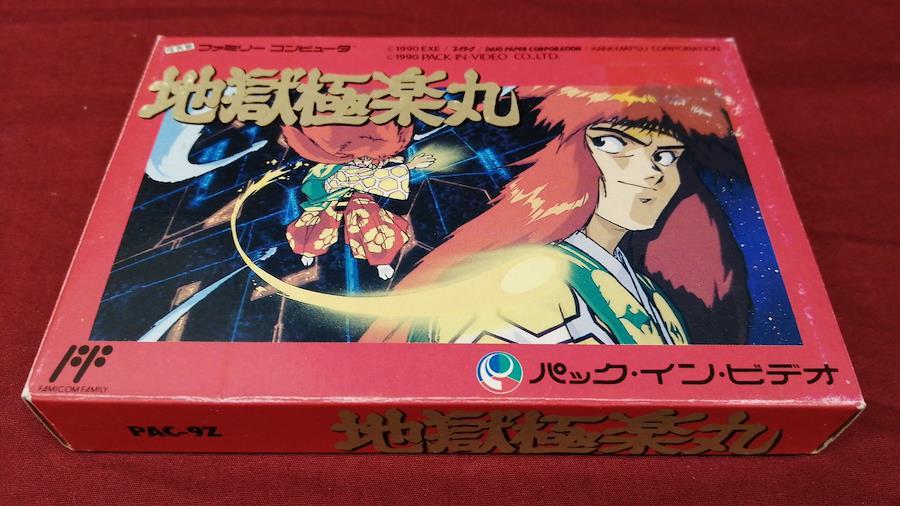 ファミリー コンピュータ
©1990 EXE / / DAIO PAPER CORPORATION / KANEMATSU CORPORATION
©1990 PACK-IN-VIDEO CO., LTD.
地獄極楽丸
FAMICOM FAMILY
パック・イン・ビデオ
PAC-9Z
地獄極楽丸